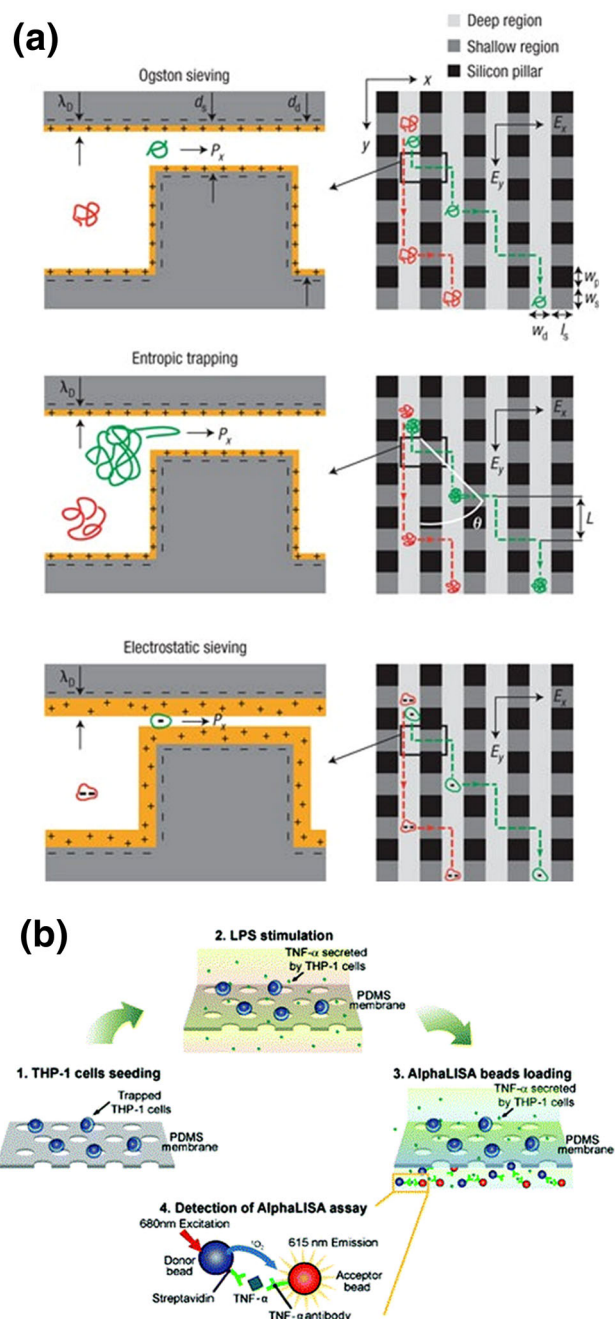 (a)
Deep region
Shallow region
Silicon pillar
Ogston sieving
λD
ds
dd
Px
x
y
Ex
Ey
wp
ws
wd
ls
Entropic trapping
λD
Px
Ex
Ey
L
θ
Electrostatic sieving
λD
Px
Ex
Ey
(b)
2. LPS stimulation
TNF-α secreted
by THP-1 cells
PDMS
membrane
1. THP-1 cells seeding
Trapped
THP-1 cells
PDMS
membrane
3. AlphaLISA beads loading
TNF-α secreted
by THP-1 cells
PDMS
membrane
4. Detection of AlphaLISA assay
680nm Excitation
¹O₂
615 nm Emission
Donor
bead
Acceptor
bead
Streptavidin
TNF-α
TNF-α antibody